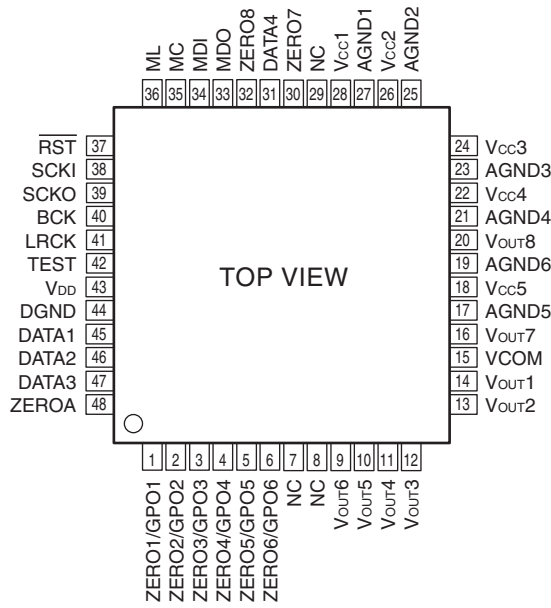 ML
MC
MDI
MDO
ZERO8
DATA4
ZERO7
NC
VCC1
AGND1
VCC2
AGND2
36 35 34 33 32 31 30 29 28 27 26 25
RST 37
SCKI 38
SCKO 39
BCK 40
LRCK 41
TEST 42
VDD 43
DGND 44
DATA1 45
DATA2 46
DATA3 47
ZEROA 48
TOP VIEW
24 VCC3
23 AGND3
22 VCC4
21 AGND4
20 VOUT8
19 AGND6
18 VCC5
17 AGND5
16 VOUT7
15 VCOM
14 VOUT1
13 VOUT2
1 2 3 4 5 6 7 8 9 10 11 12
ZERO1/GPO1
ZERO2/GPO2
ZERO3/GPO3
ZERO4/GPO4
ZERO5/GPO5
ZERO6/GPO6
NC
NC
VOUT6
VOUT5
VOUT4
VOUT3